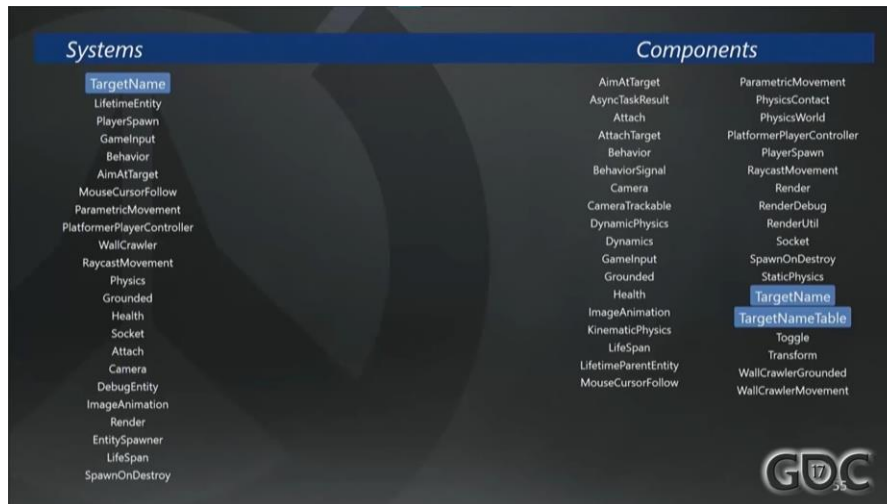 Systems
Components
TargetName
LifetimeEntity
PlayerSpawn
GameInput
Behavior
AimAtTarget
MouseCursorFollow
ParametricMovement
PlatformerPlayerController
WallCrawler
RaycastMovement
Physics
Grounded
Health
Socket
Attach
Camera
DebugEntity
ImageAnimation
Render
EntitySpawner
LifeSpan
SpawnOnDestroy
AimAtTarget
AsyncTaskResult
Attach
AttachTarget
Behavior
BehaviorSignal
Camera
CameraTrackable
DynamicPhysics
Dynamics
GameInput
Grounded
Health
ImageAnimation
KinematicPhysics
LifeSpan
LifetimeParentEntity
MouseCursorFollow
ParametricMovement
PhysicsContact
PhysicsWorld
PlatformerPlayerController
PlayerSpawn
RaycastMovement
Render
RenderDebug
RenderUtil
Socket
SpawnOnDestroy
StaticPhysics
TargetName
TargetNameTable
Toggle
Transform
WallCrawlerGrounded
WallCrawlerMovement
GDC
17
55